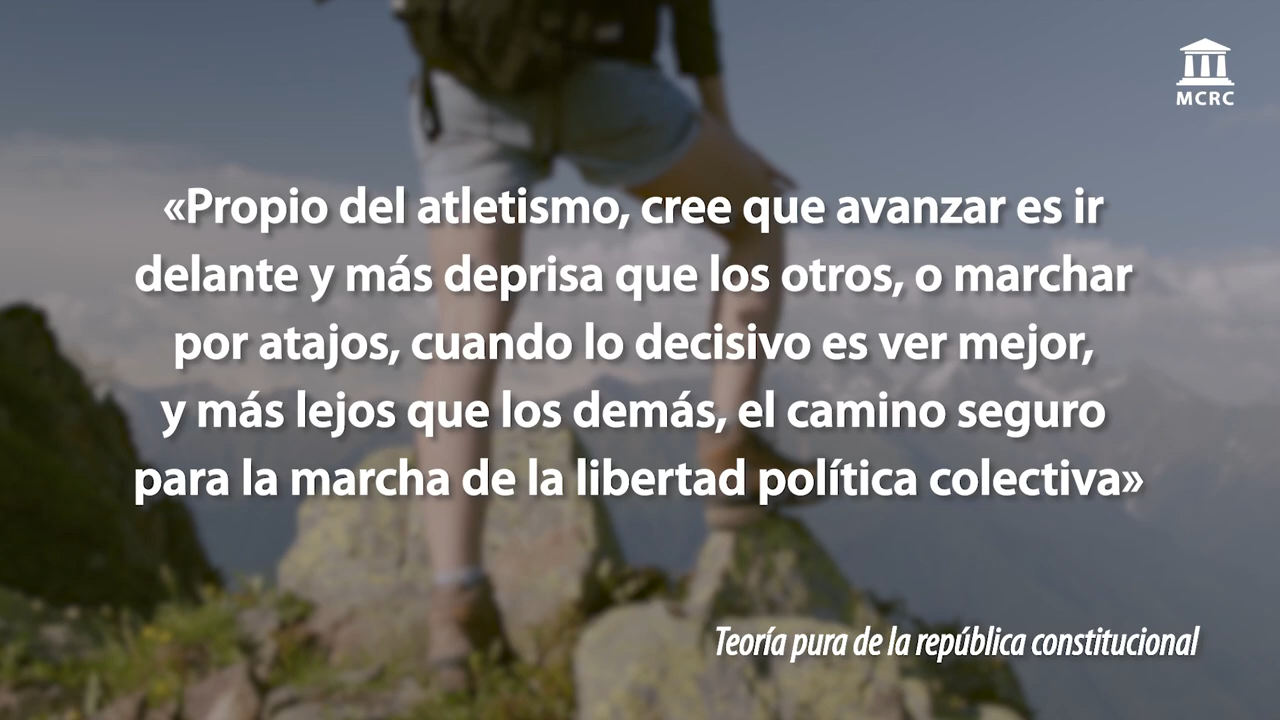 MCRC
«Propio del atletismo, cree que avanzar es ir
delante y más deprisa que los otros, o marchar
por atajos, cuando lo decisivo es ver mejor,
y más lejos que los demás, el camino seguro
para la marcha de la libertad política colectiva»
Teoría pura de la república constitucional